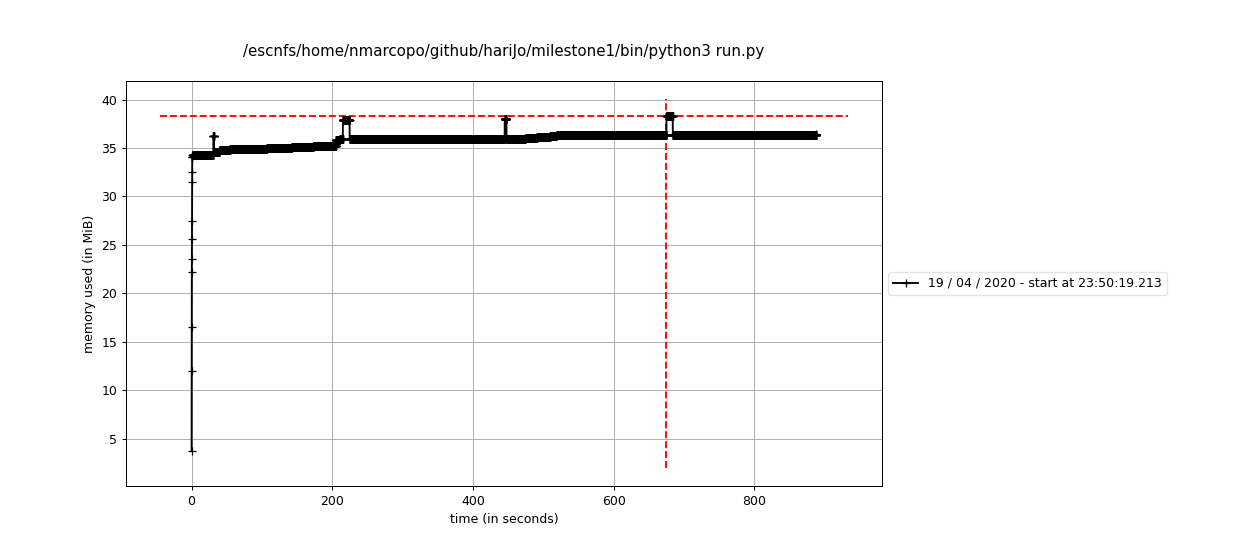 /escnfs/home/nmarcopo/github/hariJo/milestone1/bin/python3 run.py
40
35
30
25
20
15
10
5
memory used (in MiB)
0 200 400 600 800
time (in seconds)
19 / 04 / 2020 - start at 23:50:19.213